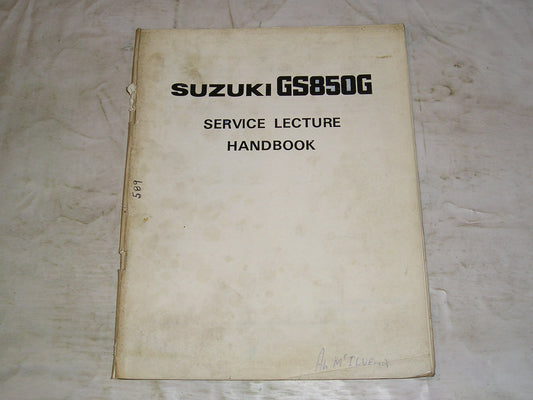 SUZUKI GS850G
SERVICE LECTURE
HANDBOOK
589